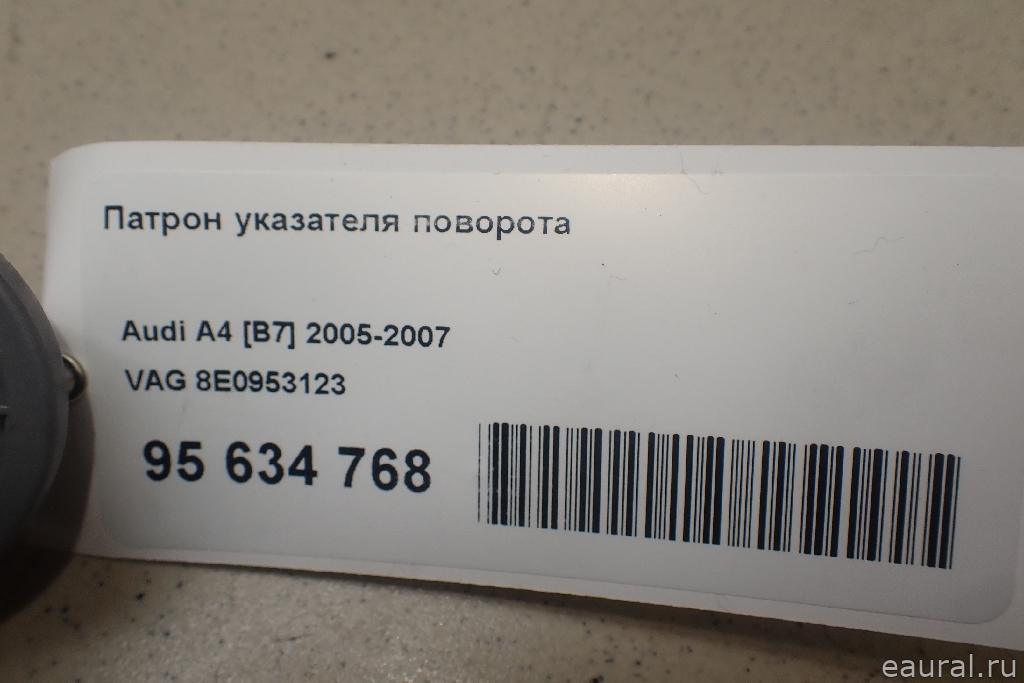 Патрон указателя поворота
Audi A4 [B7] 2005-2007
VAG 8E0953123
95 634 768
eaural.ru